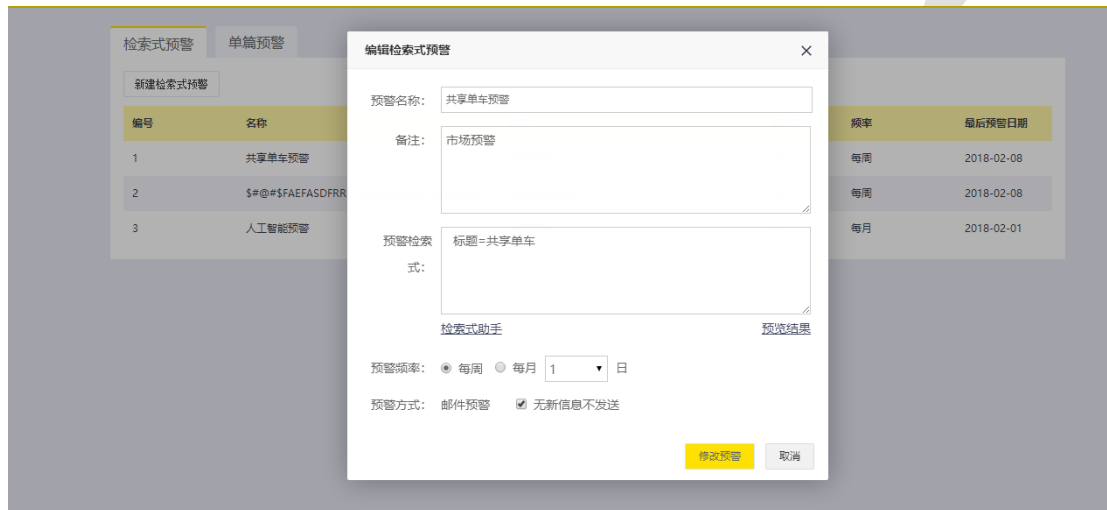 检索式预警 单篇预警
编辑检索式预警 ×
新建检索式预警
预警名称： 共享单车预警
编号 名称 频率 最后预警日期
备注： 市场预警
1 共享单车预警 每周 2018-02-08
2 $#@#$FAEFASDFRR 每周 2018-02-08
3 人工智能预警 每月 2018-02-01
预警检索
式：
标题=共享单车
检索式助手 预览结果
预警频率： 每周 每月 1 日
预警方式： 邮件预警 无新信息不发送
修改预警 取消